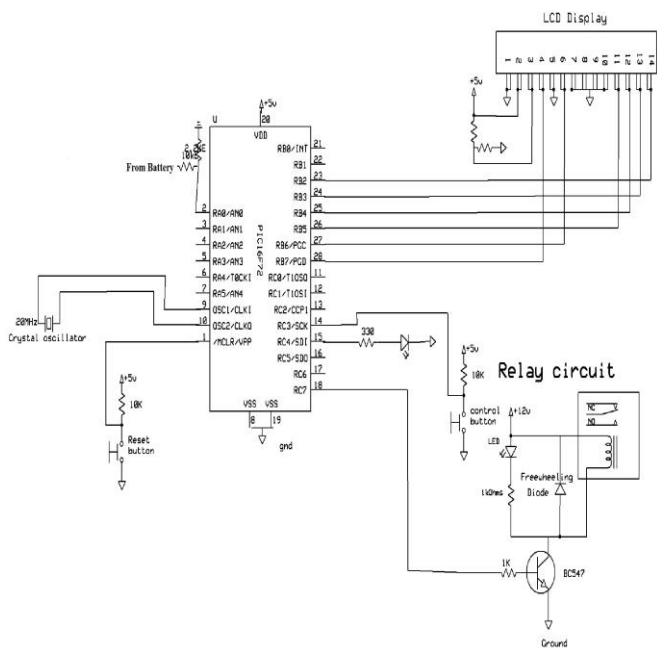 LCD Display
1 2 3 4 5 6 7 8 9 10 11 12 13 14
+5v
+5v
U
20
VDD
From Battery
PIC16F72
2 RA0/AN0
3 RA1/AN1
4 RA2/AN2
5 RA3/AN3
6 RA4/T0CKI
7 RA5/AN4
9 OSC1/CLKI
10 OSC2/CLKO
1 /MCLR/VPP
RB0/INT 21
RB1 22
RB2 23
RB3 24
RB4 25
RB5 26
RB6/PGC 27
RB7/PGD 28
RC0/T1OSO 11
RC1/T1OSI 12
RC2/CCP1 13
RC3/SCK 14
RC4/SDI 15
RC5/SDO 16
RC6 17
RC7 18
VSS VSS
8 19
gnd
20MHz
Crystal oscillator
+5v
10K
Reset
button
330
+5v
10K
control
button
Relay circuit
NC
NO
+12v
LED
1kOhms
Freewheeling
Diode
1K
BC547
Ground